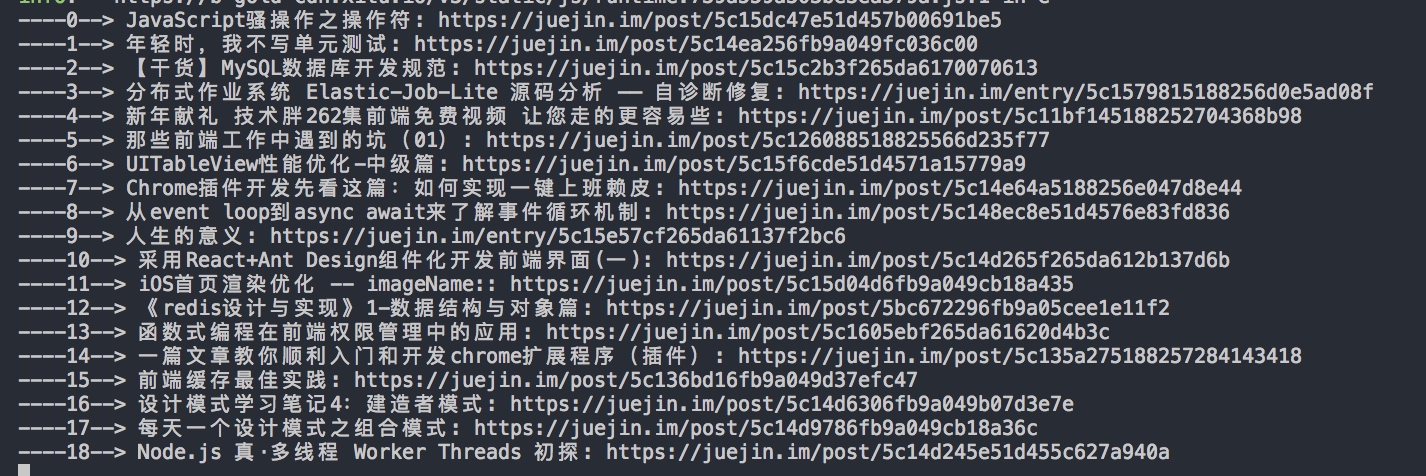 ----0--> JavaScript骚操作之操作符: https://juejin.im/post/5c15dc47e51d457b00691be5
----1--> 年轻时，我不写单元测试: https://juejin.im/post/5c14ea256fb9a049fc036c00
----2--> 【干货】MySQL数据库开发规范: https://juejin.im/post/5c15c2b3f265da6170070613
----3--> 分布式作业系统 Elastic-Job-Lite 源码分析 —— 自诊断修复: https://juejin.im/entry/5c1579815188256d0e5ad08f
----4--> 新年献礼 技术胖262集前端免费视频 让您走的更容易些: https://juejin.im/post/5c11bf145188252704368b98
----5--> 那些前端工作中遇到的坑（01）: https://juejin.im/post/5c126088518825566d235f77
----6--> UITableView性能优化-中级篇: https://juejin.im/post/5c15f6cde51d4571a15779a9
----7--> Chrome插件开发先看这篇：如何实现一键上班赖皮: https://juejin.im/post/5c14e64a5188256e047d8e44
----8--> 从event loop到async await来了解事件循环机制: https://juejin.im/post/5c148ec8e51d4576e83fd836
----9--> 人生的意义: https://juejin.im/entry/5c15e57cf265da61137f2bc6
----10--> 采用React+Ant Design组件化开发前端界面(一): https://juejin.im/post/5c14d265f265da612b137d6b
----11--> iOS首页渲染优化 -- imageName:: https://juejin.im/post/5c15d04d6fb9a049cb18a435
----12--> 《redis设计与实现》1-数据结构与对象篇: https://juejin.im/post/5bc672296fb9a05cee1e11f2
----13--> 函数式编程在前端权限管理中的应用: https://juejin.im/post/5c1605ebf265da61620d4b3c
----14--> 一篇文章教你顺利入门和开发chrome扩展程序（插件）: https://juejin.im/post/5c135a275188257284143418
----15--> 前端缓存最佳实践: https://juejin.im/post/5c136bd16fb9a049d37efc47
----16--> 设计模式学习笔记4：建造者模式: https://juejin.im/post/5c14d6306fb9a049b07d3e7e
----17--> 每天一个设计模式之组合模式: https://juejin.im/post/5c14d9786fb9a049cb18a36c
----18--> Node.js 真·多线程 Worker Threads 初探: https://juejin.im/post/5c14d245e51d455c627a940a